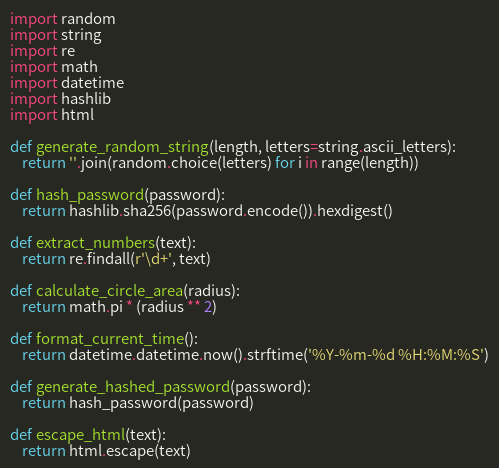 import random
import string
import re
import math
import datetime
import hashlib
import html

def generate_random_string(length, letters=string.ascii_letters):
    return ''.join(random.choice(letters) for i in range(length))

def hash_password(password):
    return hashlib.sha256(password.encode()).hexdigest()

def extract_numbers(text):
    return re.findall(r'\d+', text)

def calculate_circle_area(radius):
    return math.pi * (radius ** 2)

def format_current_time():
    return datetime.datetime.now().strftime('%Y-%m-%d %H:%M:%S')

def generate_hashed_password(password):
    return hash_password(password)

def escape_html(text):
    return html.escape(text)